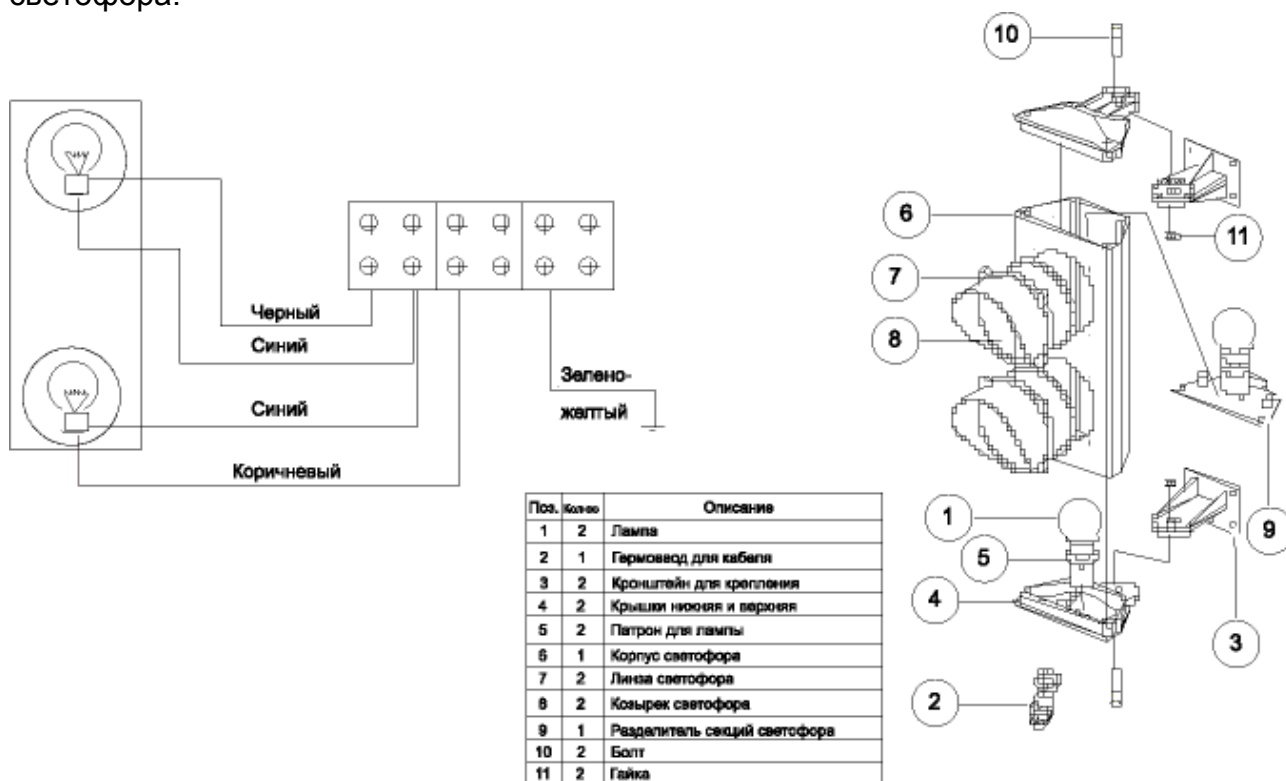 светофора.
10
6
11
7
8
Черный
Синий
Зелено-
желтый
Синий
Коричневый
1
9
5
4
3
2
Поз. Кол-во Описание
1 2 Лампа
2 1 Гермоввод для кабеля
3 2 Кронштейн для крепления
4 2 Крышки нижняя и верхняя
5 2 Патрон для лампы
6 1 Корпус светофора
7 2 Линза светофора
8 2 Козырек светофора
9 1 Разделитель секций светофора
10 2 Болт
11 2 Гайка